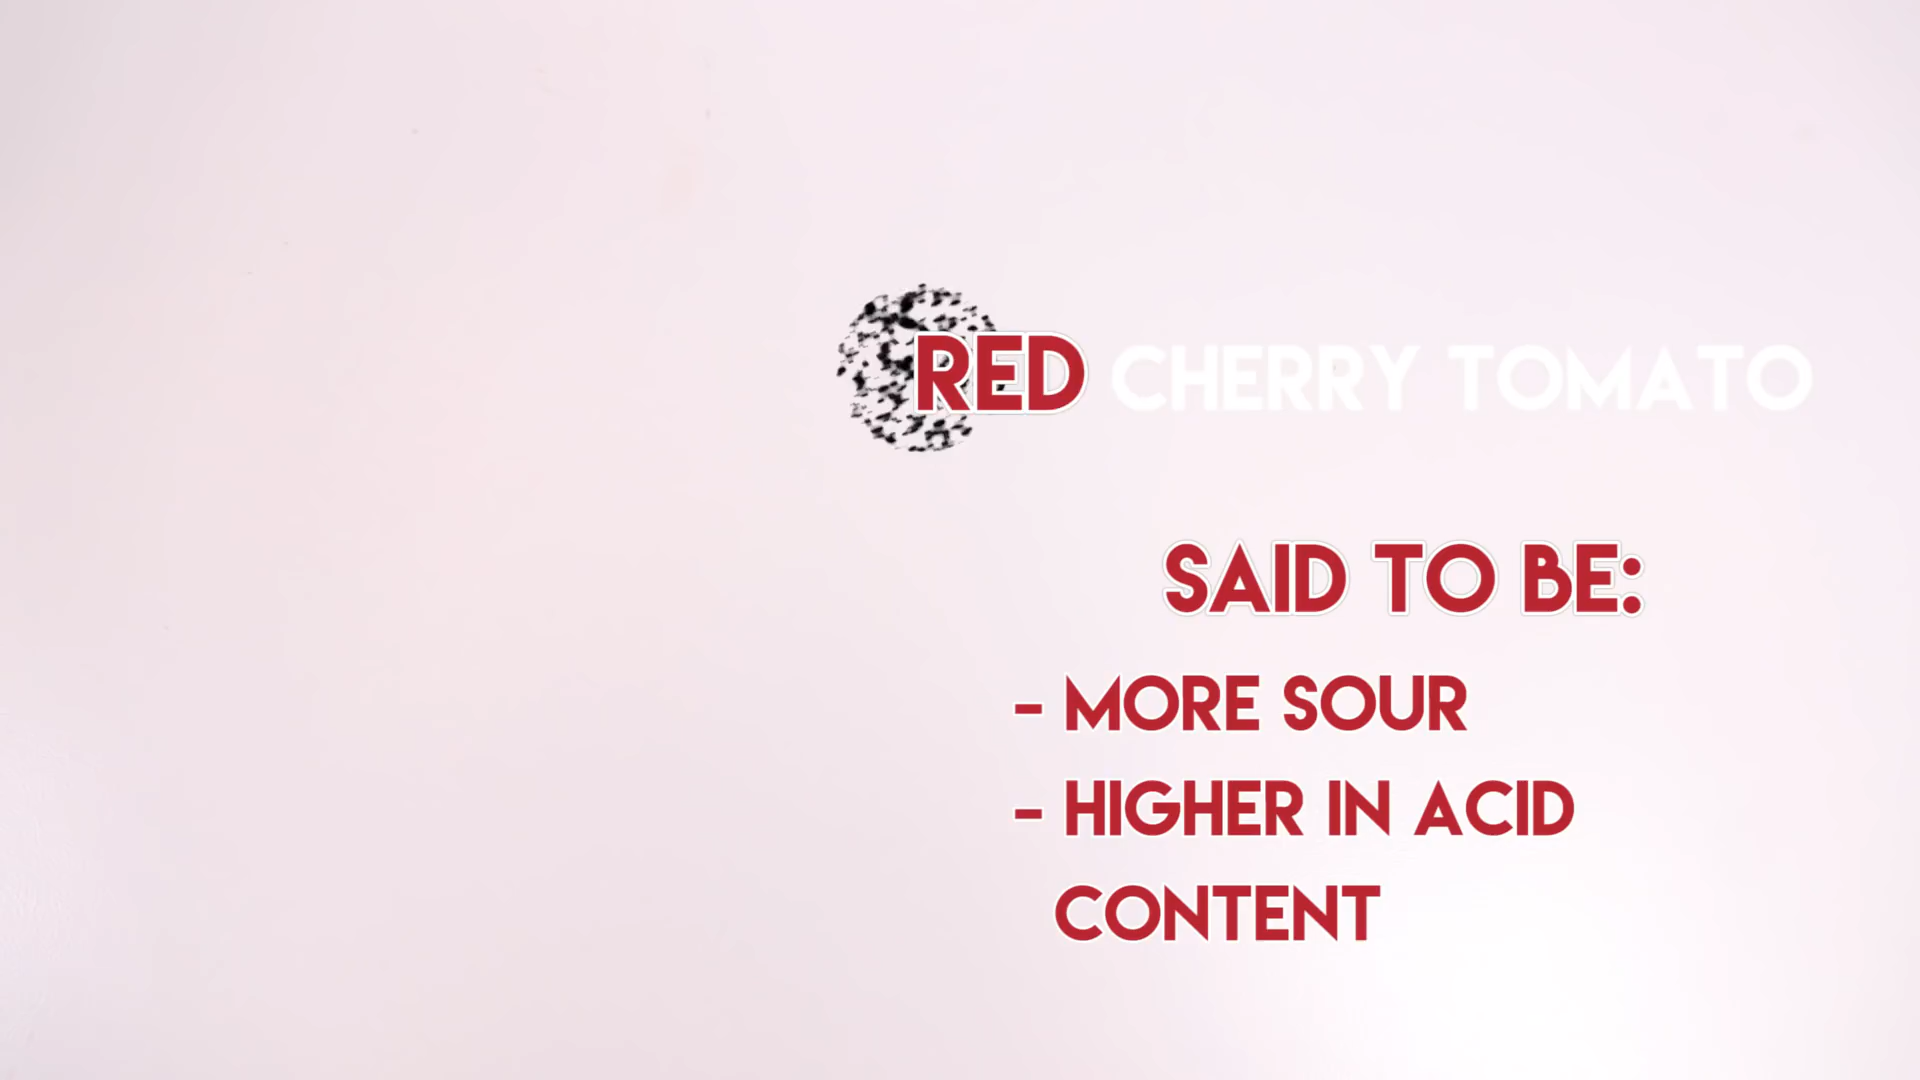 RED CHERRY TOMATO
SAID TO BE:
- MORE SOUR
- HIGHER IN ACID
CONTENT